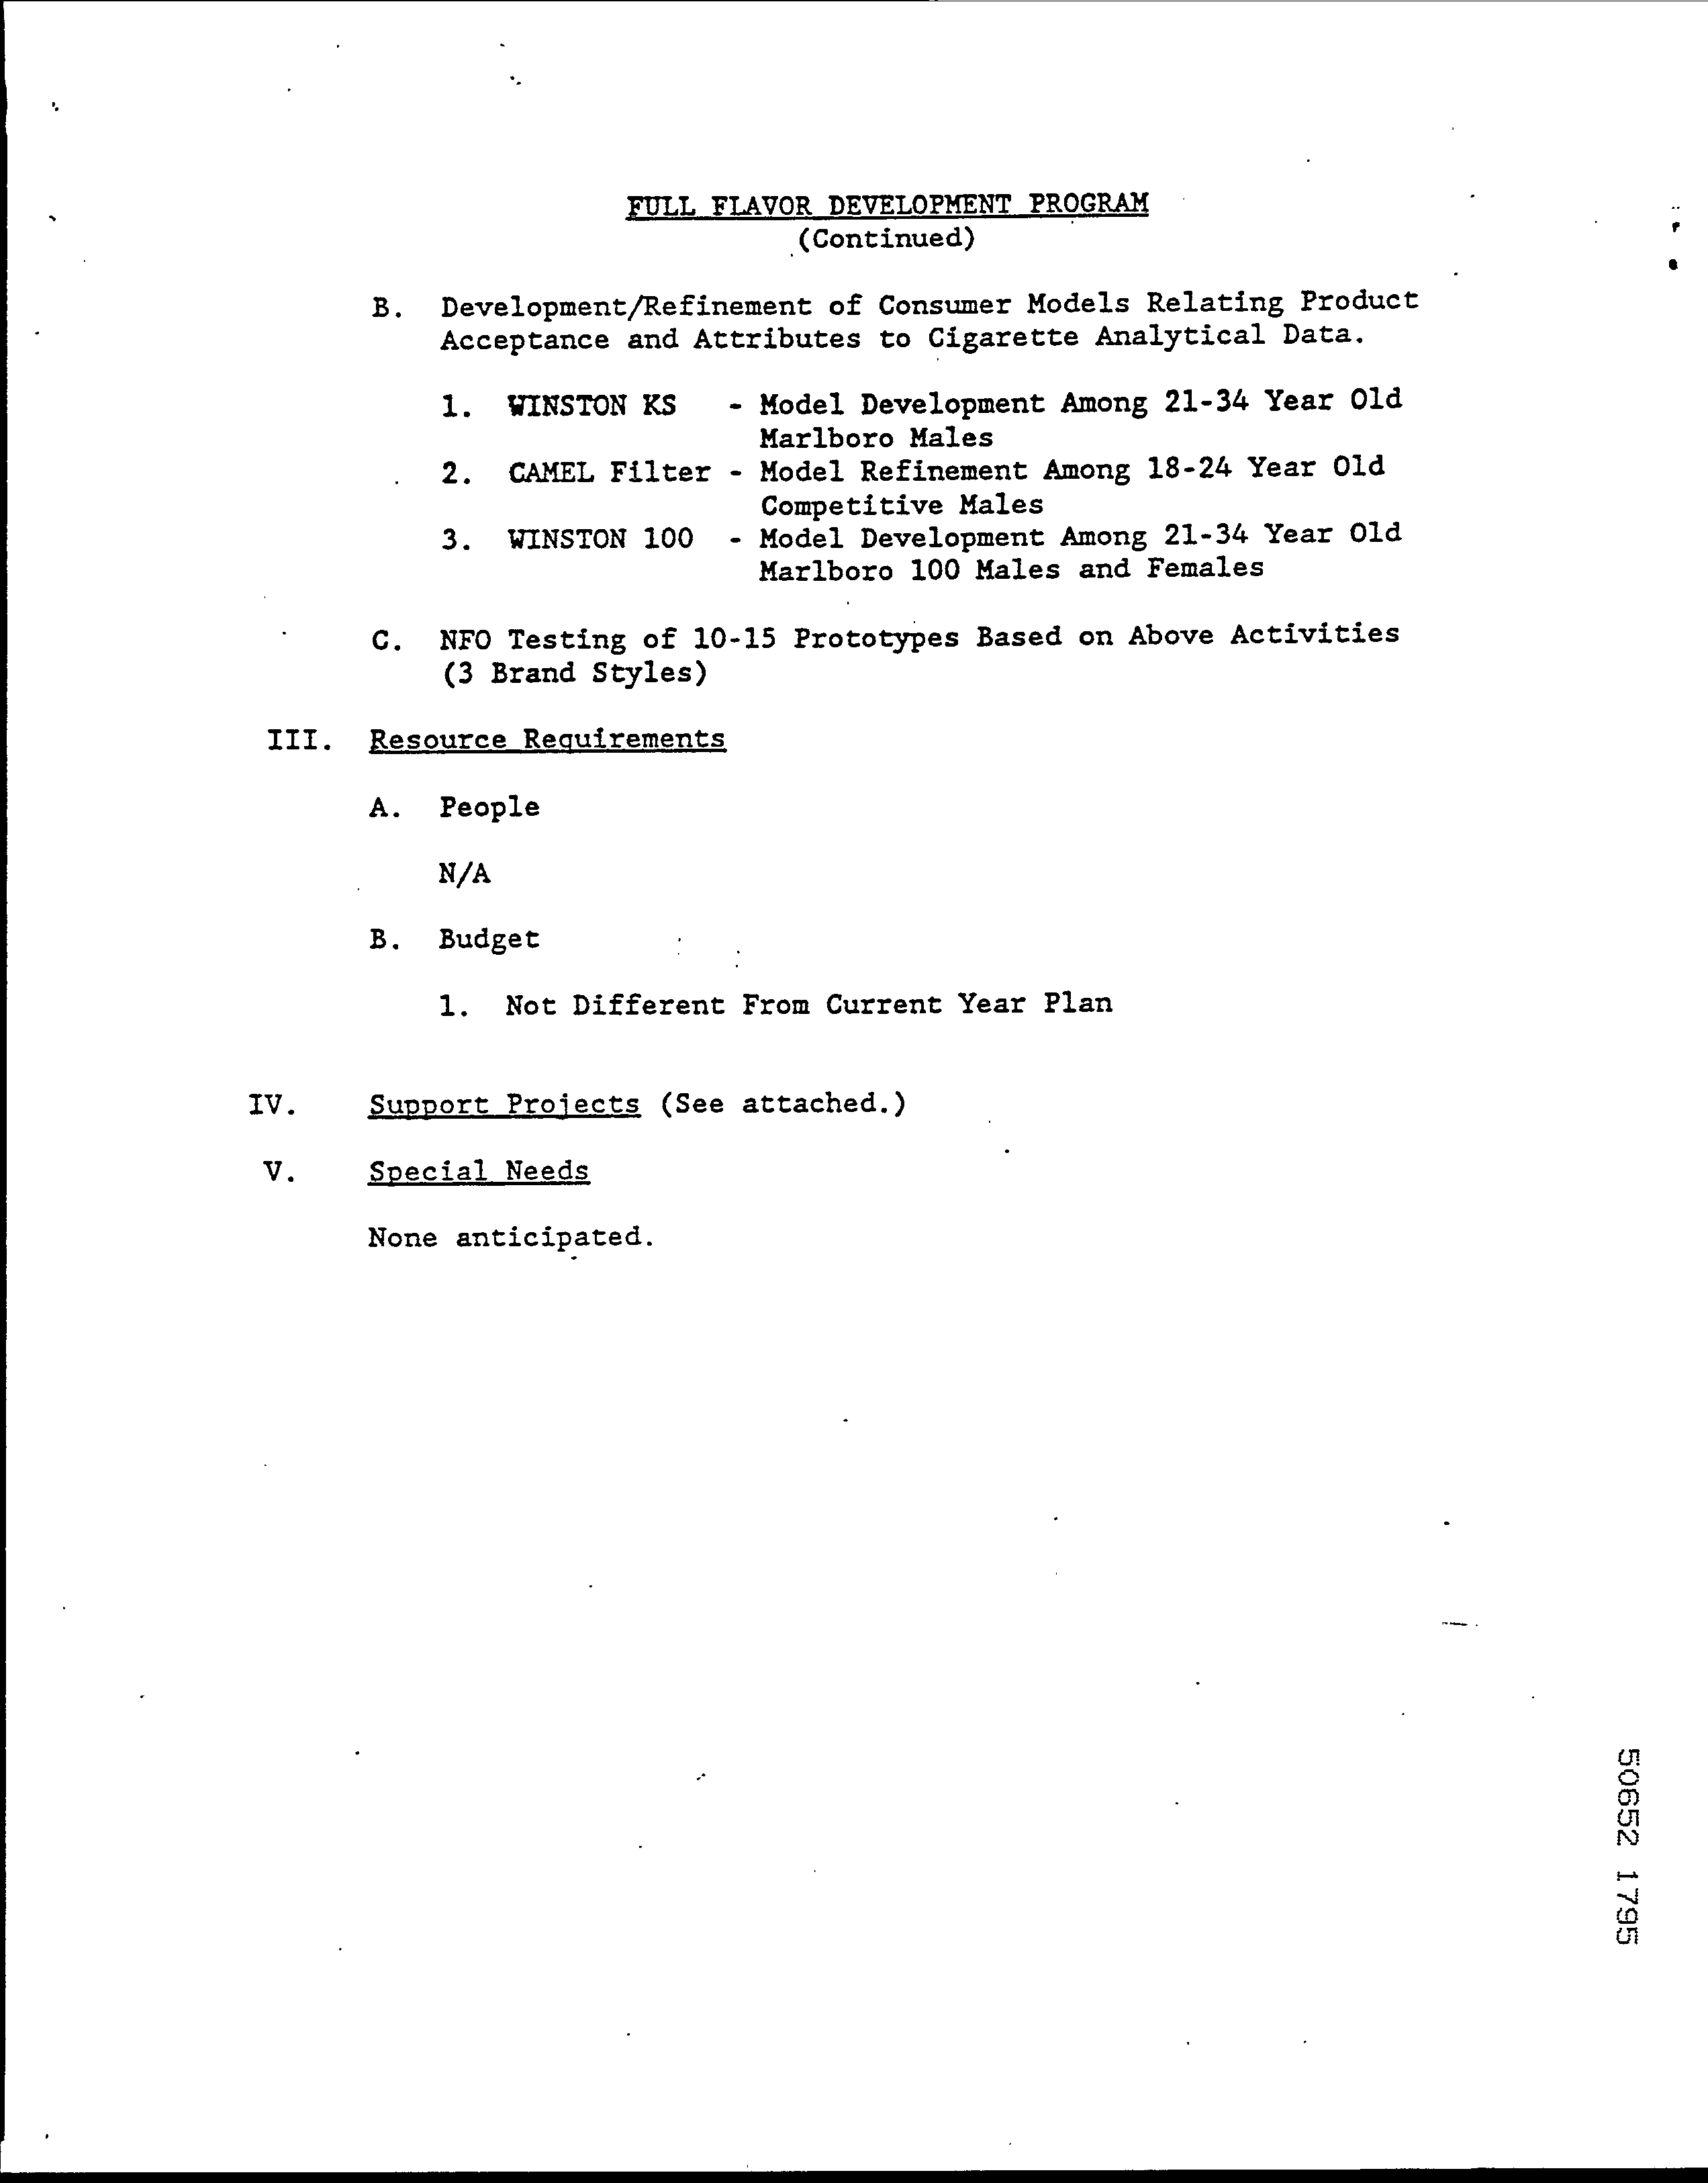 FULL FLAVOR DEVELOPMENT PROGRAM
(Continued)
B. Development/Refinement of Consumer Models Relating Product
Acceptance and Attributes to Cigarette Analytical Data.
1. WINSTON KS - Model Development Among 21-34 Year Old
Marlboro Males
2. CAMEL Filter - Model Refinement Among 18-24 Year Old
Competitive Males
3. WINSTON 100 - Model Development Among 21-34 Year Old
Marlboro 100 Males and Females
C. NFO Testing of 10-15 Prototypes Based on Above Activities
(3 Brand Styles)
III. Resource Requirements
A. People
N/A
B. Budget
1. Not Different From Current Year Plan
IV. Support Projects (See attached.)
V. Special Needs
None anticipated.
50652 1795